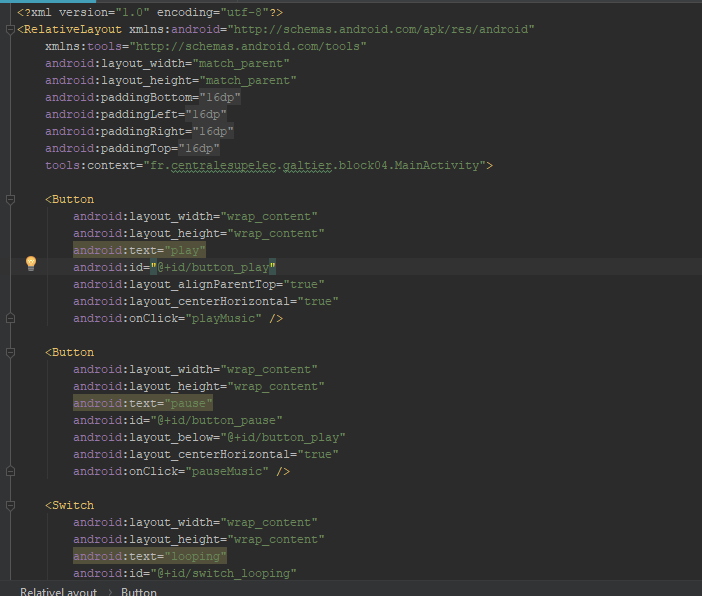 <?xml version="1.0" encoding="utf-8"?>
<RelativeLayout xmlns:android="http://schemas.android.com/apk/res/android"
    xmlns:tools="http://schemas.android.com/tools"
    android:layout_width="match_parent"
    android:layout_height="match_parent"
    android:paddingBottom="16dp"
    android:paddingLeft="16dp"
    android:paddingRight="16dp"
    android:paddingTop="16dp"
    tools:context="fr.centralesupelec.galtier.block04.MainActivity">

    <Button
        android:layout_width="wrap_content"
        android:layout_height="wrap_content"
        android:text="play"
        android:id="@+id/button_play"
        android:layout_alignParentTop="true"
        android:layout_centerHorizontal="true"
        android:onClick="playMusic" />

    <Button
        android:layout_width="wrap_content"
        android:layout_height="wrap_content"
        android:text="pause"
        android:id="@+id/button_pause"
        android:layout_below="@+id/button_play"
        android:layout_centerHorizontal="true"
        android:onClick="pauseMusic" />

    <Switch
        android:layout_width="wrap_content"
        android:layout_height="wrap_content"
        android:text="looping"
        android:id="@+id/switch_looping"
RelativeLayout > Button